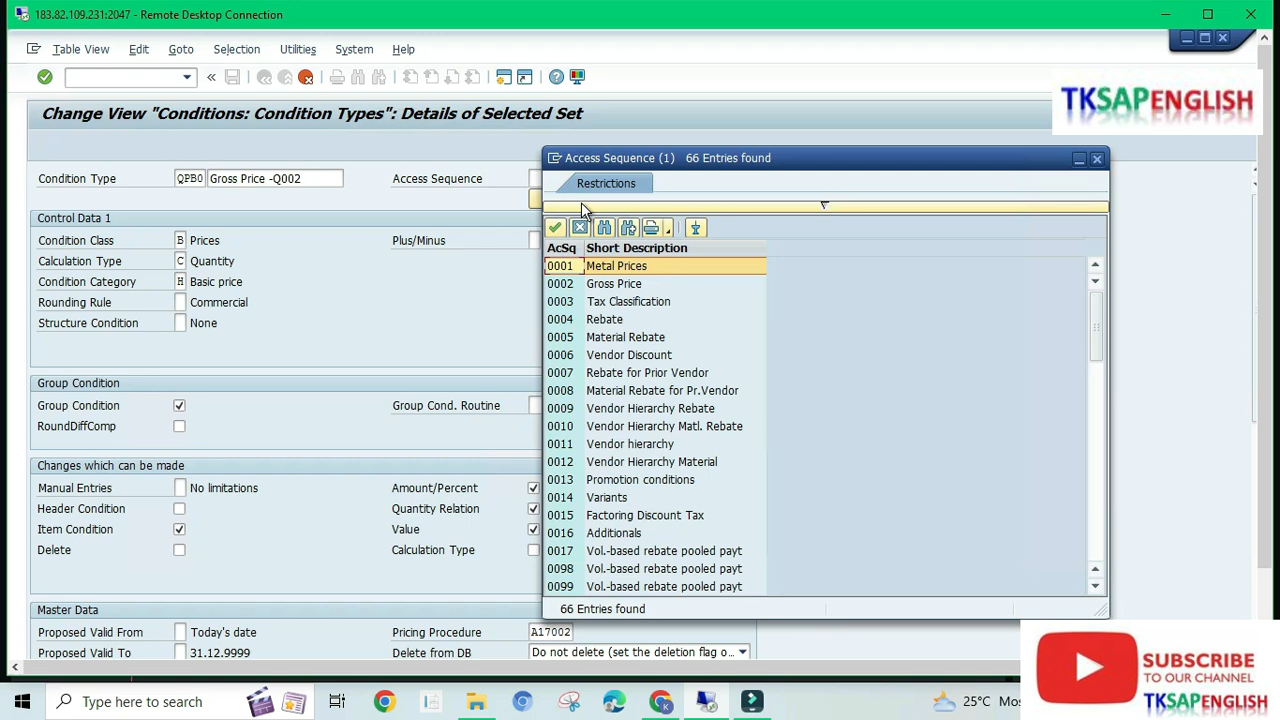 183.82.109.231:2047 - Remote Desktop Connection
Table View Edit Goto Selection Utilities System Help
TKSAPENGLISH
Change View "Conditions: Condition Types": Details of Selected Set
Condition Type QPB0 Gross Price -Q002 Access Sequence
Control Data 1
Condition Class B Prices Plus/Minus
Calculation Type C Quantity
Condition Category H Basic price
Rounding Rule Commercial
Structure Condition None
Group Condition
Group Condition Group Cond. Routine
RoundDiffComp
Changes which can be made
Manual Entries No limitations Amount/Percent
Header Condition Quantity Relation
Item Condition Value
Delete Calculation Type
Master Data
Proposed Valid From Today's date Pricing Procedure A17002
Proposed Valid To 31.12.9999 Delete from DB Do not delete (set the deletion flag o...
Access Sequence (1) 66 Entries found
Restrictions
AcSq Short Description
0001 Metal Prices
0002 Gross Price
0003 Tax Classification
0004 Rebate
0005 Material Rebate
0006 Vendor Discount
0007 Rebate for Prior Vendor
0008 Material Rebate for Pr.Vendor
0009 Vendor Hierarchy Rebate
0010 Vendor Hierarchy Matl. Rebate
0011 Vendor hierarchy
0012 Vendor Hierarchy Material
0013 Promotion conditions
0014 Variants
0015 Factoring Discount Tax
0016 Additionals
0017 Vol.-based rebate pooled payt
0098 Vol.-based rebate pooled payt
0099 Vol.-based rebate pooled payt
66 Entries found
SUBSCRIBE
TO OUR CHANNEL
TKSAPENGLISH
Type here to search
25°C